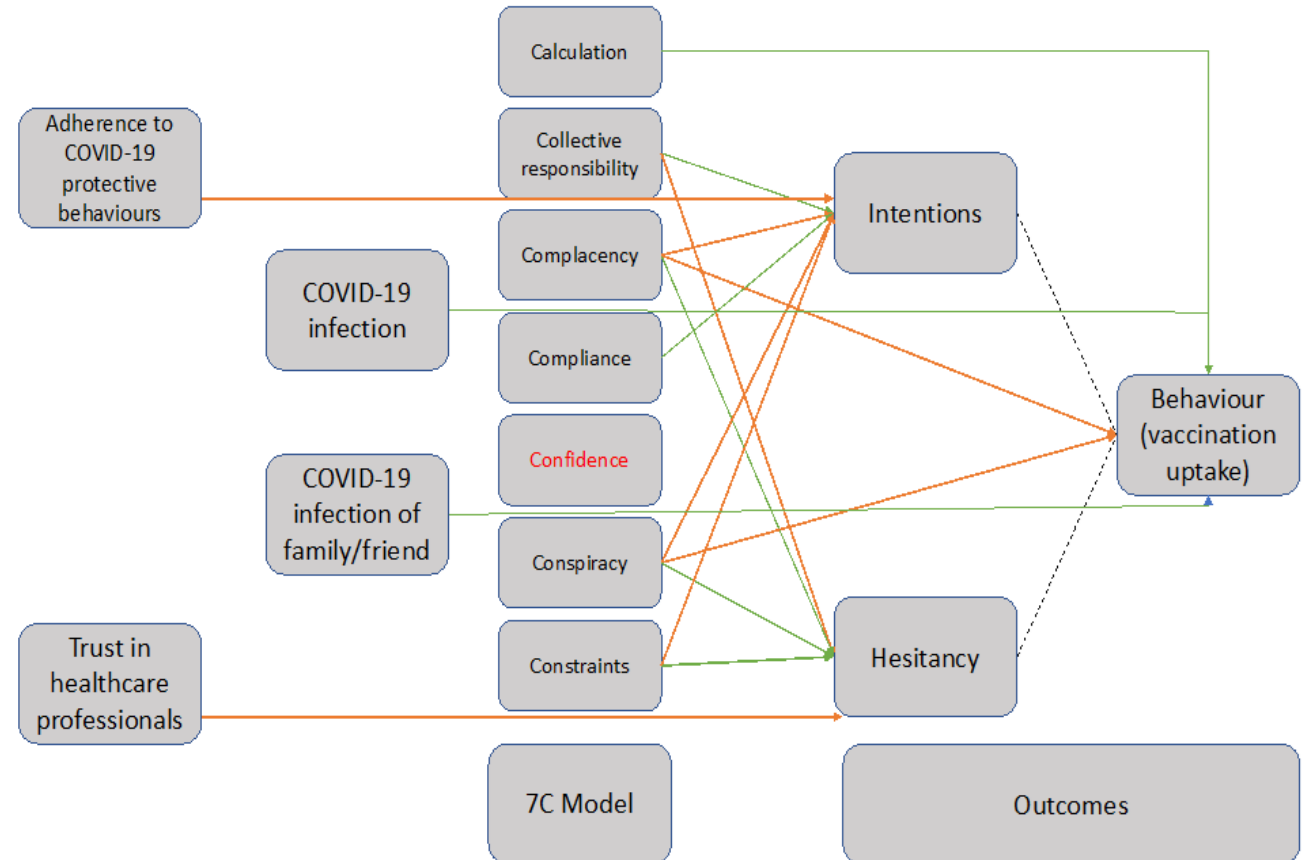 Calculation
Adherence to
COVID-19
protective
behaviours
Collective
responsibility
Intentions
Complacency
COVID-19
infection
Compliance
Behaviour
(vaccination
uptake)
Confidence
COVID-19
infection of
family/friend
Conspiracy
Trust in
healthcare
professionals
Constraints
Hesitancy
7C Model
Outcomes